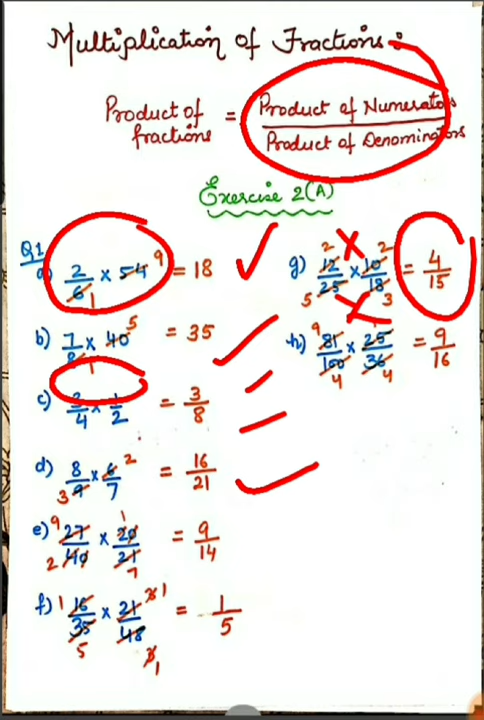 Multiplication of Fractions:
Product of fractions = Product of Numerators / Product of Denominators
Exercise 2(A)
Q1
a) 2/6 × 54 = 18
b) 7/8 × 40 = 35
c) 3/4 × 1/2 = 3/8
d) 8/9 × 6/7 = 16/21
e) 27/40 × 20/21 = 9/14
f) 16/35 × 21/48 = 1/5
g) 12/25 × 10/18 = 4/15
h) 81/100 × 25/36 = 9/16